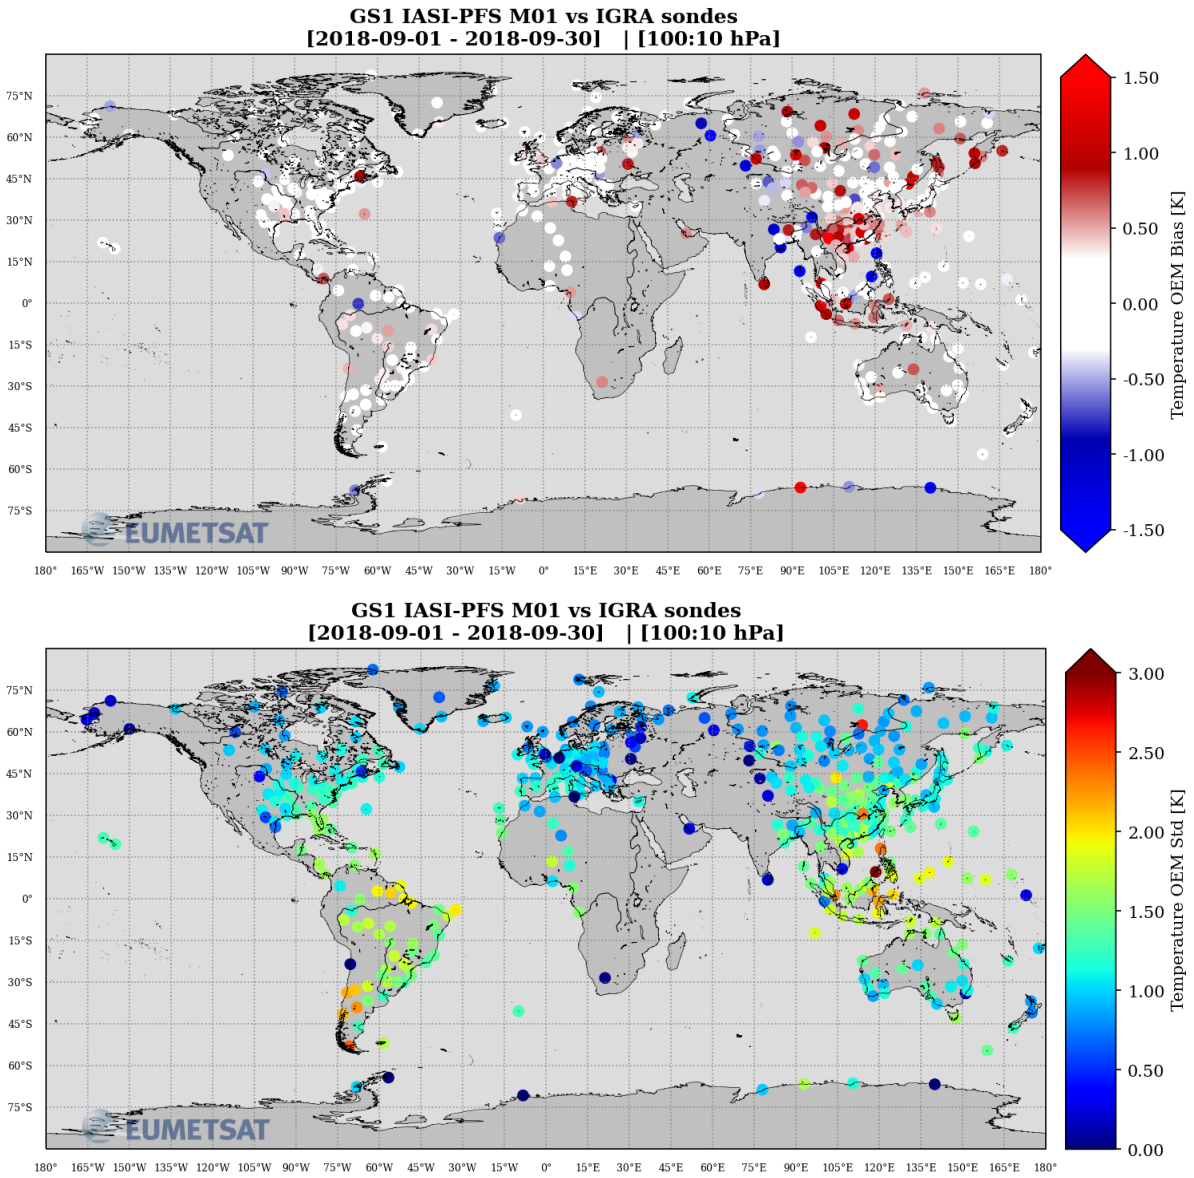 GS1 IASI-PFS M01 vs IGRA sondes
[2018-09-01 - 2018-09-30]   | [100:10 hPa]
75°N
60°N
45°N
30°N
15°N
0°
15°S
30°S
45°S
60°S
75°S
EUMETSAT
180° 165°W 150°W 135°W 120°W 105°W 90°W 75°W 60°W 45°W 30°W 15°W 0° 15°E 30°E 45°E 60°E 75°E 90°E 105°E 120°E 135°E 150°E 165°E 180°
1.50
1.00
0.50
0.00
-0.50
-1.00
-1.50
Temperature OEM Bias [K]
GS1 IASI-PFS M01 vs IGRA sondes
[2018-09-01 - 2018-09-30]   | [100:10 hPa]
75°N
60°N
45°N
30°N
15°N
0°
15°S
30°S
45°S
60°S
75°S
EUMETSAT
180° 165°W 150°W 135°W 120°W 105°W 90°W 75°W 60°W 45°W 30°W 15°W 0° 15°E 30°E 45°E 60°E 75°E 90°E 105°E 120°E 135°E 150°E 165°E 180°
3.00
2.50
2.00
1.50
1.00
0.50
0.00
Temperature OEM Std [K]